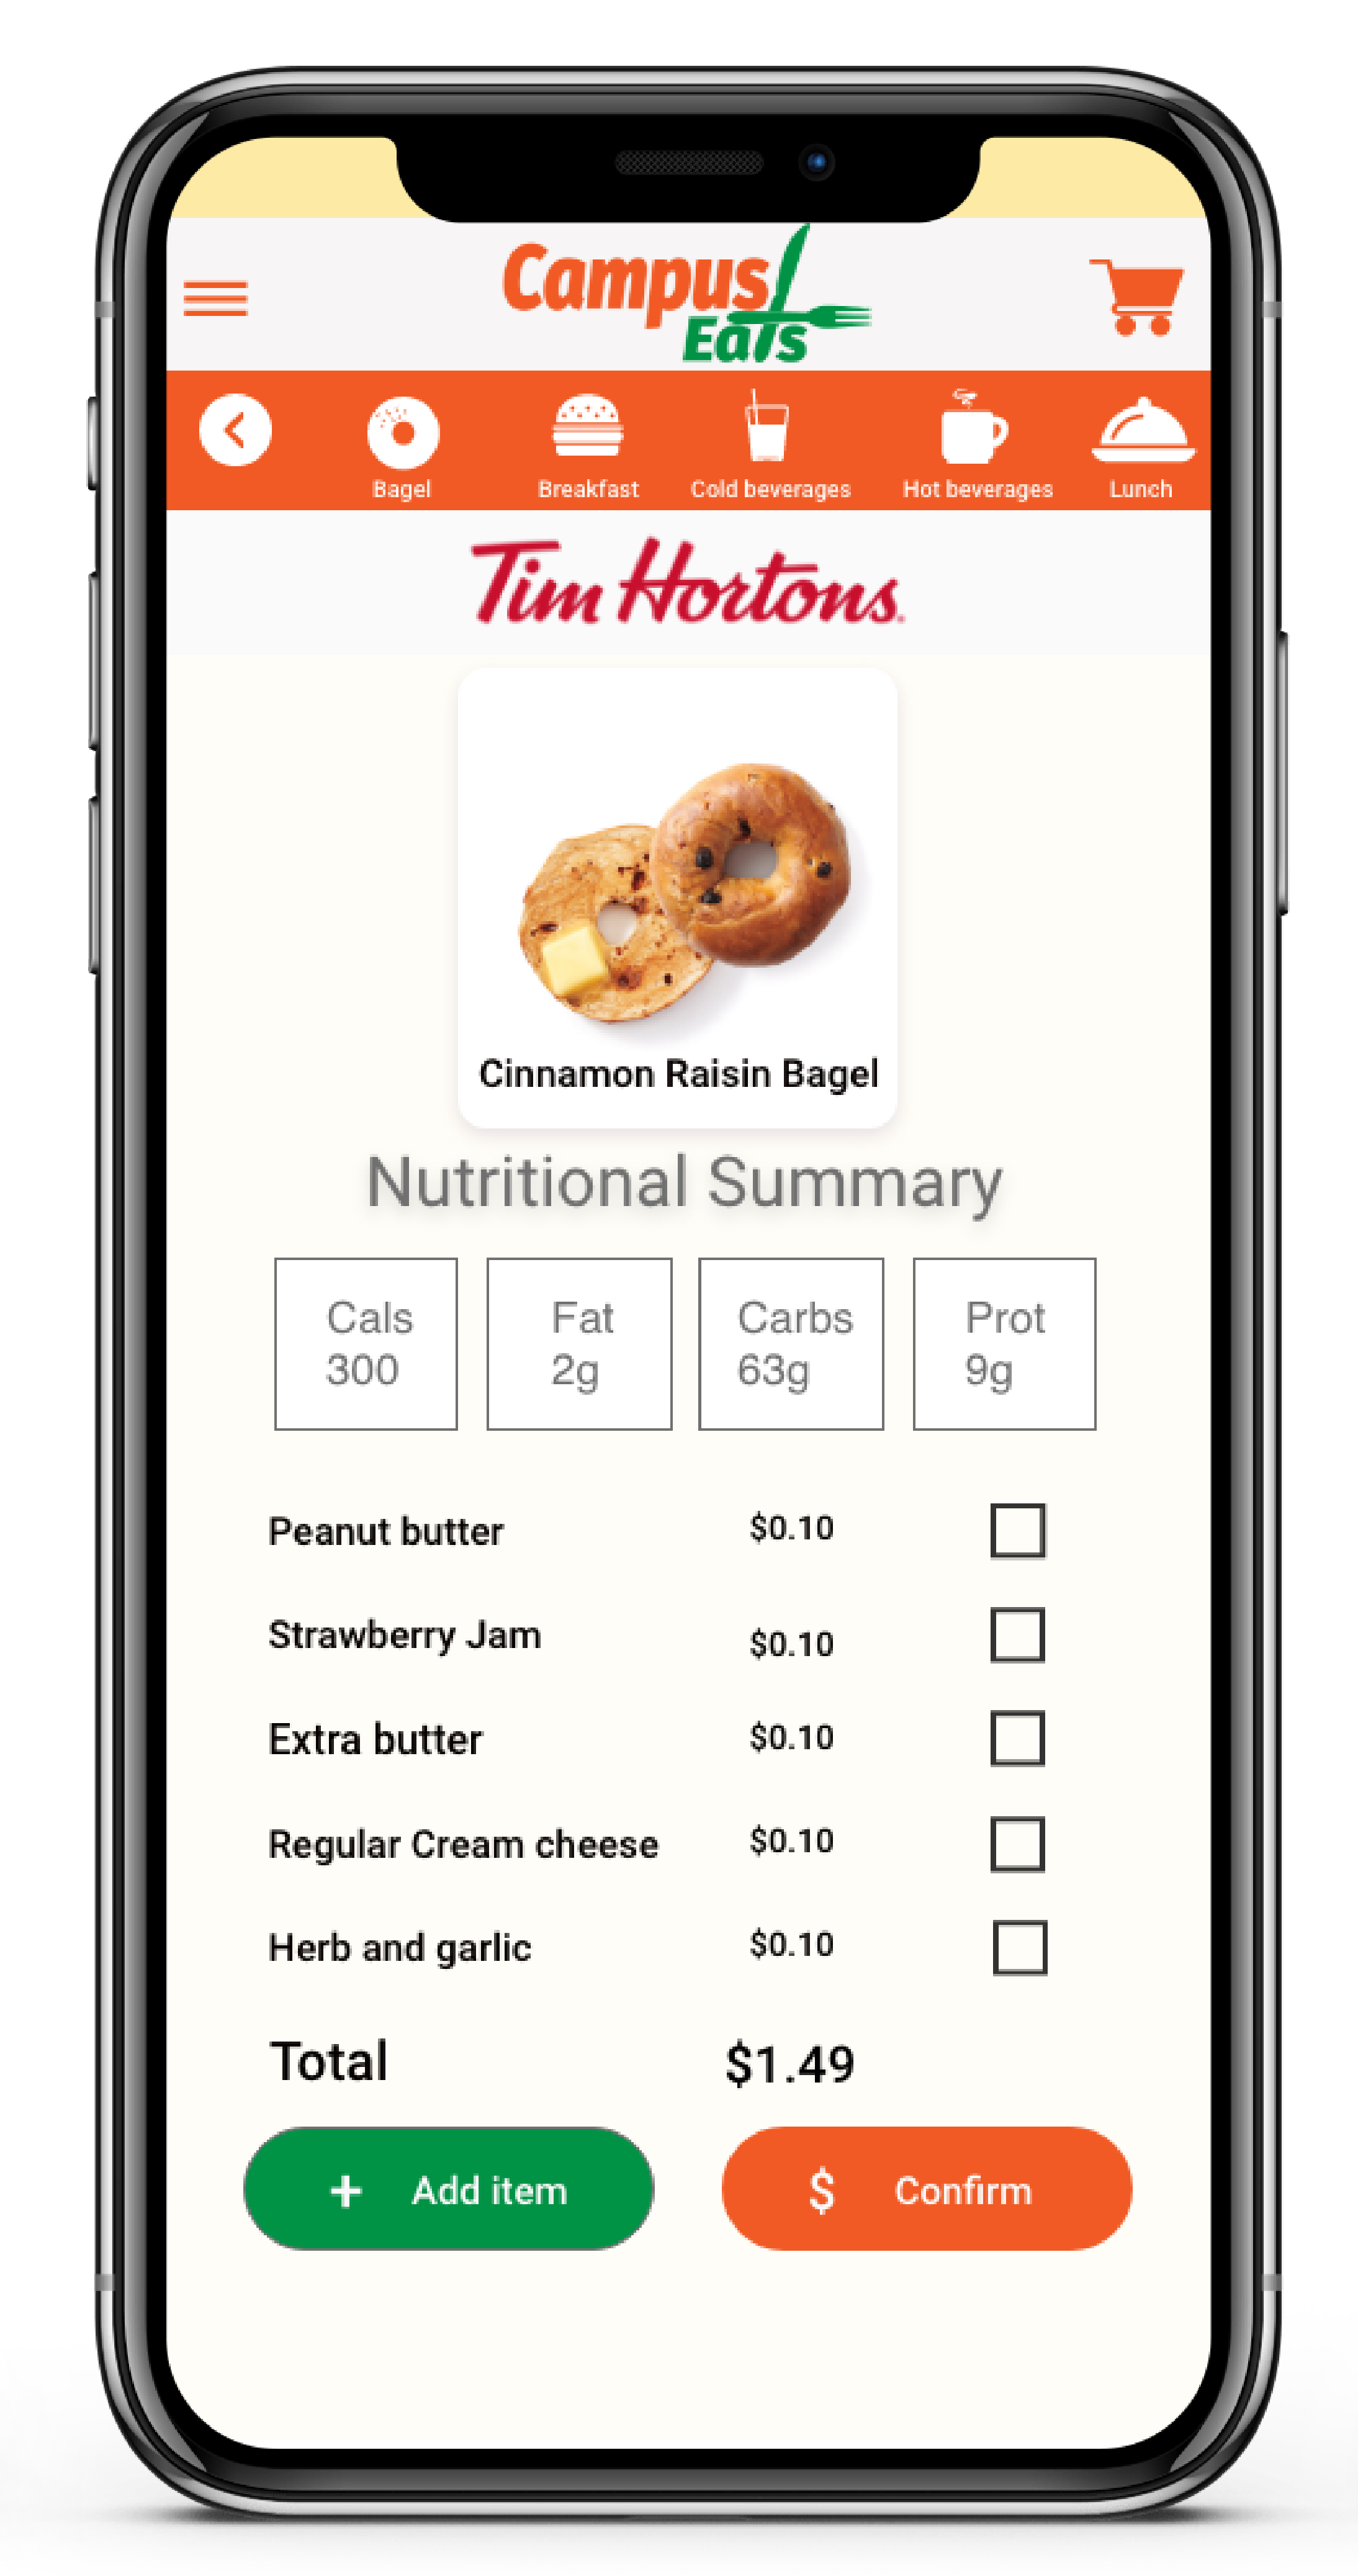 Campus
Eats
Bagel Breakfast Cold beverages Hot beverages Lunch
Tim Hortons.
Cinnamon Raisin Bagel
Nutritional Summary
Cals Fat Carbs Prot
300 2g 63g 9g
Peanut butter $0.10
Strawberry Jam $0.10
Extra butter $0.10
Regular Cream cheese $0.10
Herb and garlic $0.10
Total $1.49
+ Add item $ Confirm